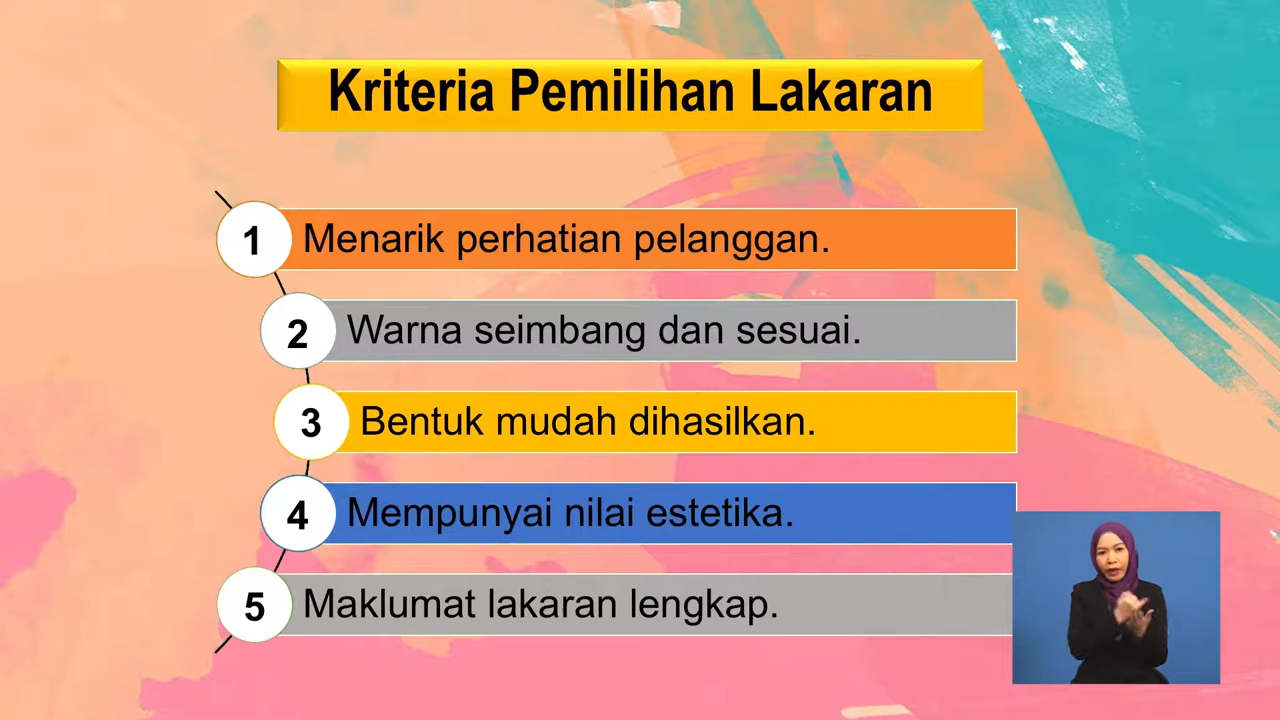 Kriteria Pemilihan Lakaran
1 Menarik perhatian pelanggan.
2 Warna seimbang dan sesuai.
3 Bentuk mudah dihasilkan.
4 Mempunyai nilai estetika.
5 Maklumat lakaran lengkap.